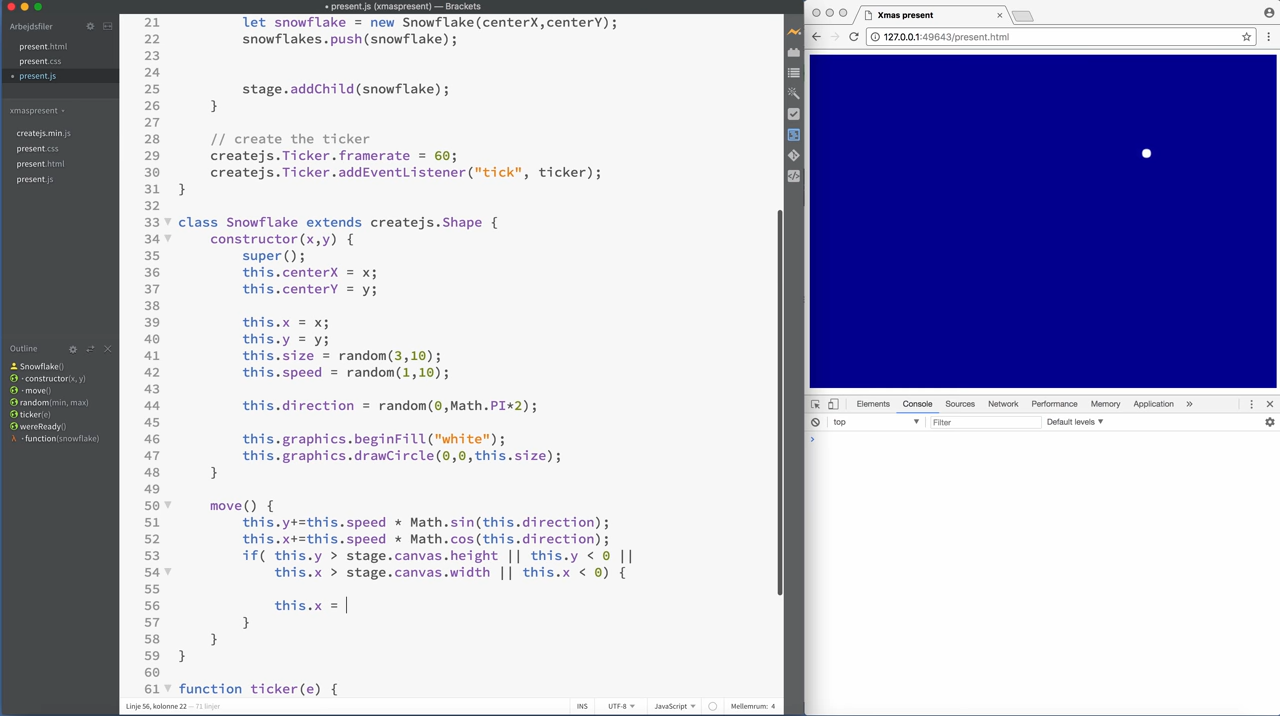 • present.js (xmaspresent) — Brackets
Arbejdsfiler
present.html
present.css
• present.js
xmaspresent
createjs.min.js
present.css
present.html
present.js
Outline
Snowflake()
constructor(x, y)
move()
random(min, max)
ticker(e)
wereReady()
function(snowflake)
21 let snowflake = new Snowflake(centerX,centerY);
22 snowflakes.push(snowflake);
23
24
25 stage.addChild(snowflake);
26 }
27
28 // create the ticker
29 createjs.Ticker.framerate = 60;
30 createjs.Ticker.addEventListener("tick", ticker);
31 }
32
33 class Snowflake extends createjs.Shape {
34 constructor(x,y) {
35 super();
36 this.centerX = x;
37 this.centerY = y;
38
39 this.x = x;
40 this.y = y;
41 this.size = random(3,10);
42 this.speed = random(1,10);
43
44 this.direction = random(0,Math.PI*2);
45
46 this.graphics.beginFill("white");
47 this.graphics.drawCircle(0,0,this.size);
48 }
49
50 move() {
51 this.y+=this.speed * Math.sin(this.direction);
52 this.x+=this.speed * Math.cos(this.direction);
53 if( this.y > stage.canvas.height || this.y < 0 ||
54 this.x > stage.canvas.width || this.x < 0) {
55
56 this.x =
57 }
58 }
59 }
60
61 function ticker(e) {
Linje 56, kolonne 22 — 71 linjer
INS
UTF-8
JavaScript
Mellemrum: 4
Xmas present
127.0.0.1:49643/present.html
Elements Console Sources Network Performance Memory Application »
top
Filter
Default levels